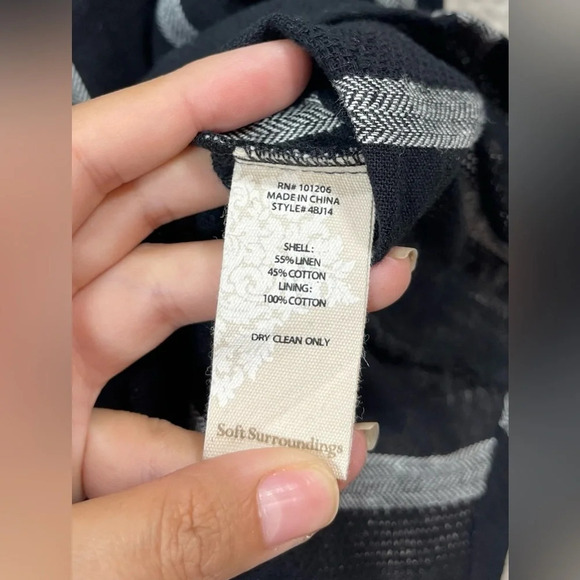 RN# 101206
MADE IN CHINA
STYLE# 4BJ14
SHELL:
55% LINEN
45% COTTON
LINING:
100% COTTON
DRY CLEAN ONLY
Soft Surroundings